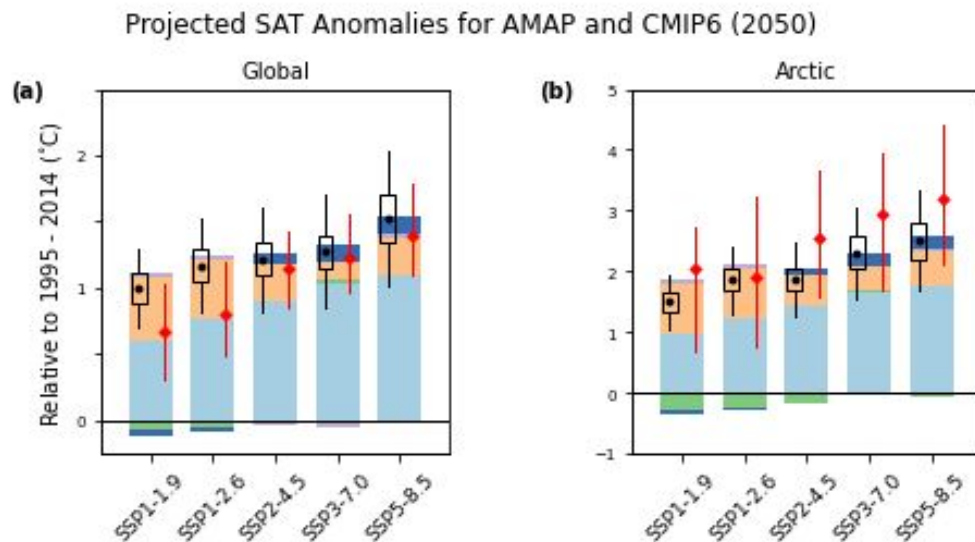 Projected SAT Anomalies for AMAP and CMIP6 (2050)
(a)
Global
Relative to 1995 - 2014 (˚C)
2
1
0
SSP1-1.9
SSP1-2.6
SSP2-4.5
SSP3-7.0
SSP5-8.5
(b)
Arctic
5
4
3
2
1
0
−1
SSP1-1.9
SSP1-2.6
SSP2-4.5
SSP3-7.0
SSP5-8.5